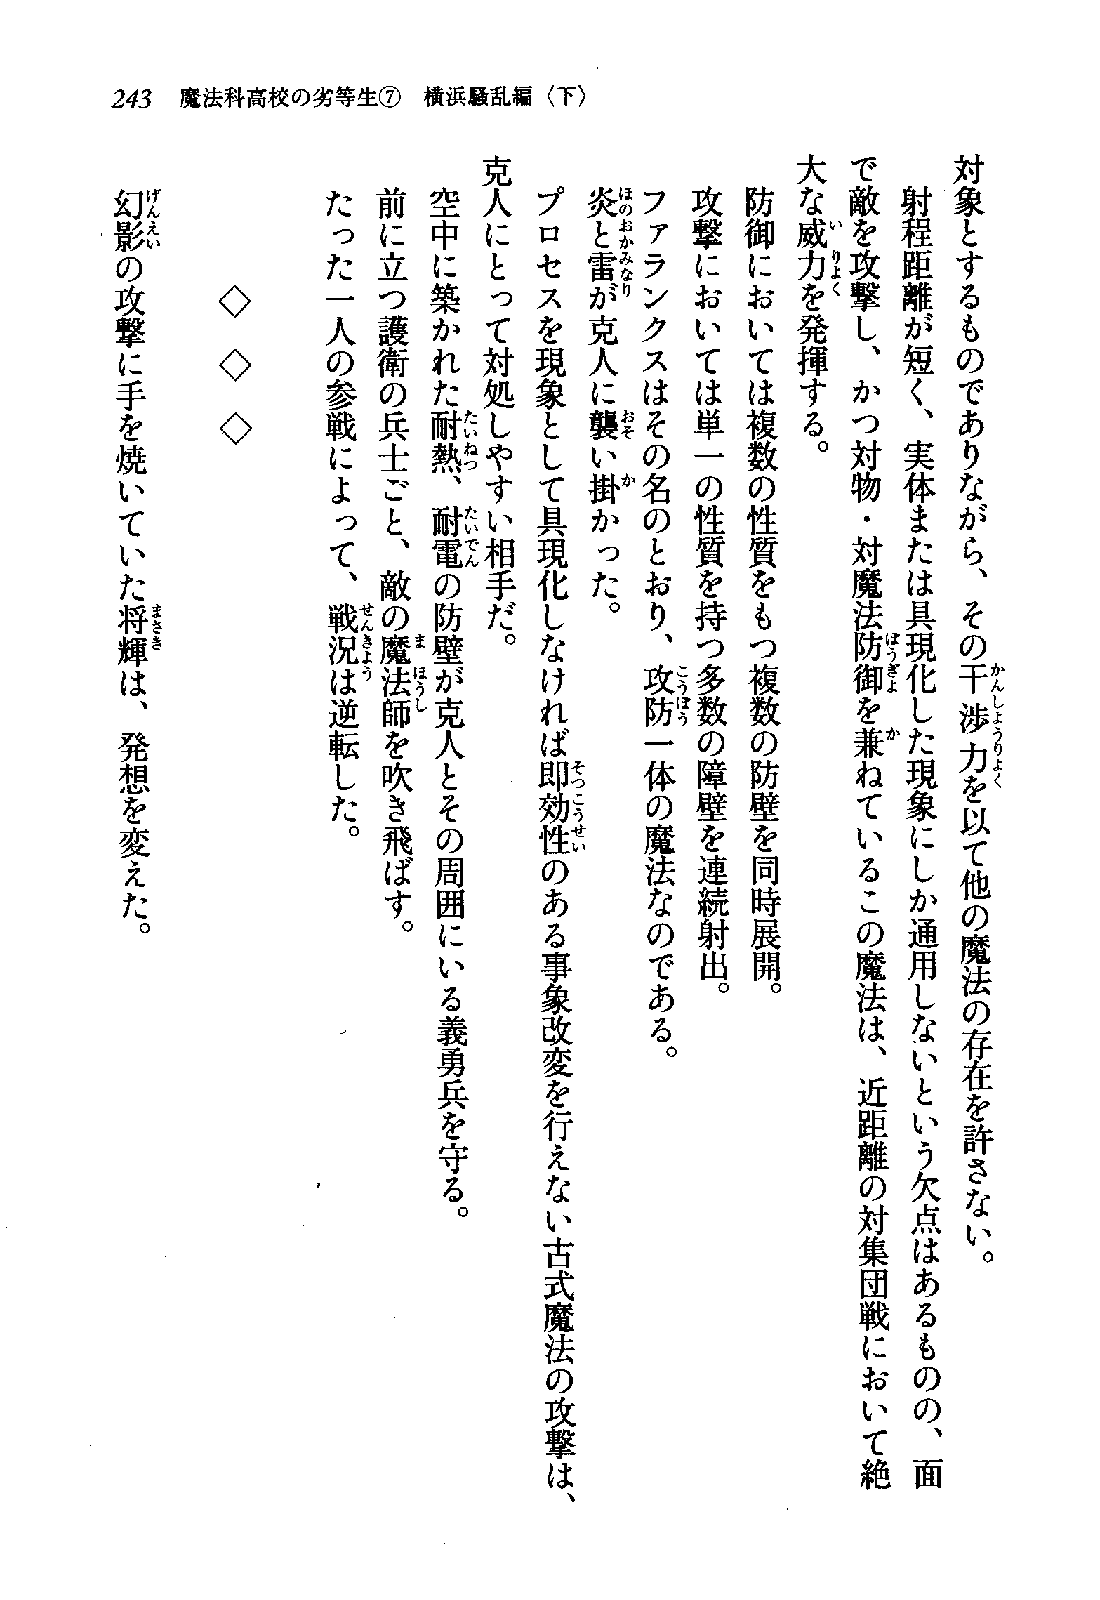 243 魔法科高校の劣等生⑦ 横浜騒乱編〈下〉
対象とするものでありながら、その干渉力を以て他の魔法の存在を許さない。
射程距離が短く、実体または具現化した現象にしか通用しないという欠点はあるものの、面
で敵を攻撃し、かつ対物・対魔法防御を兼ねているこの魔法は、近距離の対集団戦において絶
大な威力を発揮する。
防御においては複数の性質をもつ複数の防壁を同時展開。
攻撃においては単一の性質を持つ多数の障壁を連続射出。
ファランクスはその名のとおり、攻防一体の魔法なのである。
炎と雷が克人に襲い掛かった。
プロセスを現象として具現化しなければ即効性のある事象改変を行えない古式魔法の攻撃は、
克人にとって対処しやすい相手だ。
空中に築かれた耐熱、耐電の防壁が克人とその周囲にいる義勇兵を守る。
前に立つ護衛の兵士ごと、敵の魔法師を吹き飛ばす。
たった一人の参戦によって、戦況は逆転した。
◇ ◇ ◇
幻影の攻撃に手を焼いていた将輝は、発想を変えた。